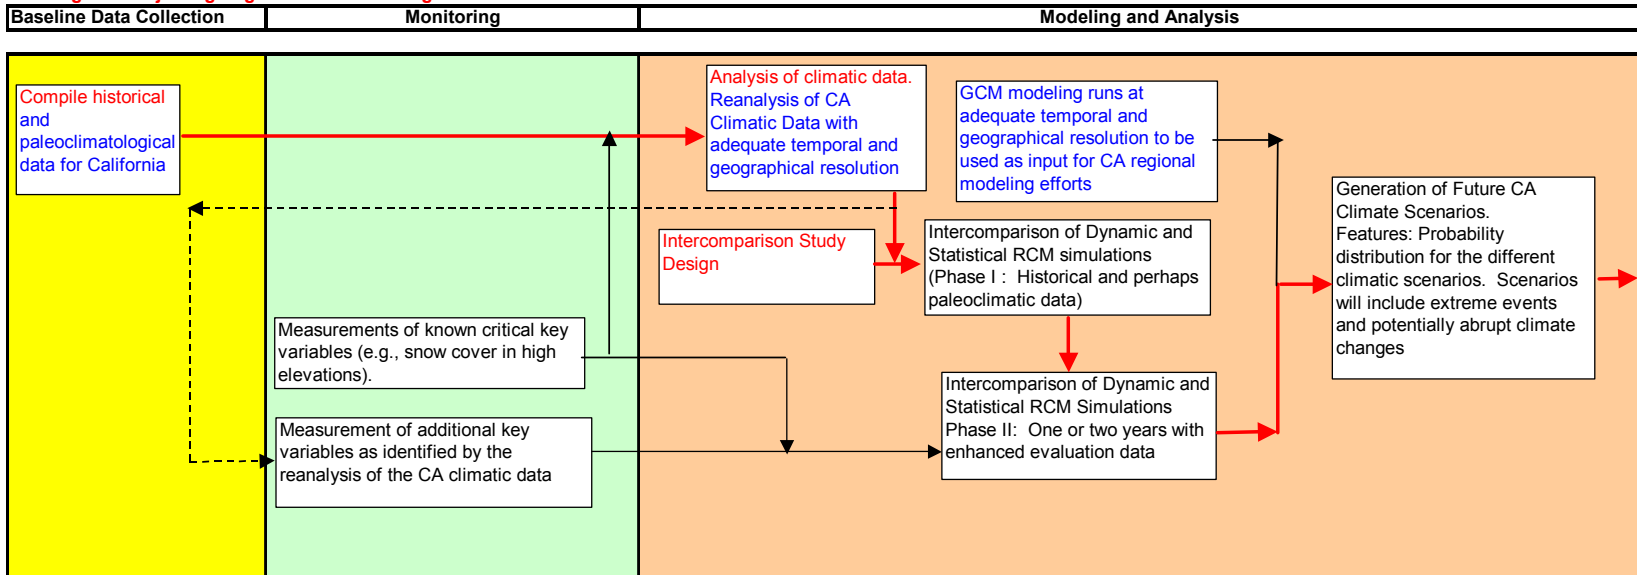 Baseline Data Collection
Monitoring
Modeling and Analysis
Compile historical
and
paleoclimatological
data for California
Analysis of climatic data.
Reanalysis of CA
Climatic Data with
adequate temporal and
geographical resolution
GCM modeling runs at
adequate temporal and
geographical resolution to be
used as input for CA regional
modeling efforts
Generation of Future CA
Climate Scenarios.
Features: Probability
distribution for the different
climatic scenarios.  Scenarios
will include extreme events
and potentially abrupt climate
changes
Intercomparison Study
Design
Intercomparison of Dynamic and
Statistical RCM simulations
(Phase I :  Historical and perhaps
paleoclimatic data)
Measurements of known critical key
variables (e.g., snow cover in high
elevations).
Intercomparison of Dynamic and
Statistical RCM Simulations
Phase II:  One or two years with
enhanced evaluation data
Measurement of additional key
variables as identified by the
reanalysis of the CA climatic data